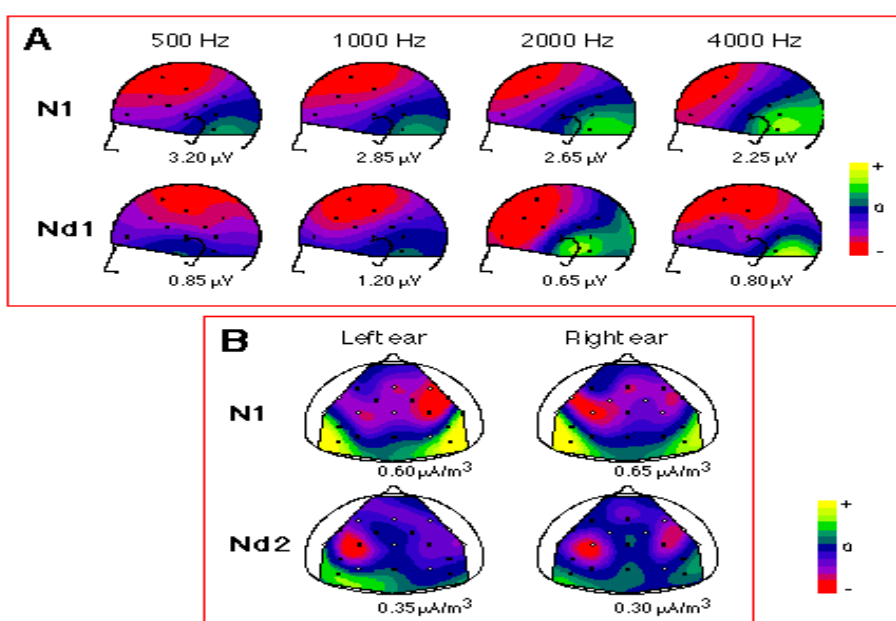 A
500 Hz 1000 Hz 2000 Hz 4000 Hz
N1
3.20 µV 2.85 µV 2.65 µV 2.25 µV
+
0
-
Nd1
0.85 µV 1.20 µV 0.65 µV 0.80 µV
B
Left ear Right ear
N1
0.60 µA/m³ 0.65 µA/m³
+
0
-
Nd2
0.35 µA/m³ 0.30 µA/m³